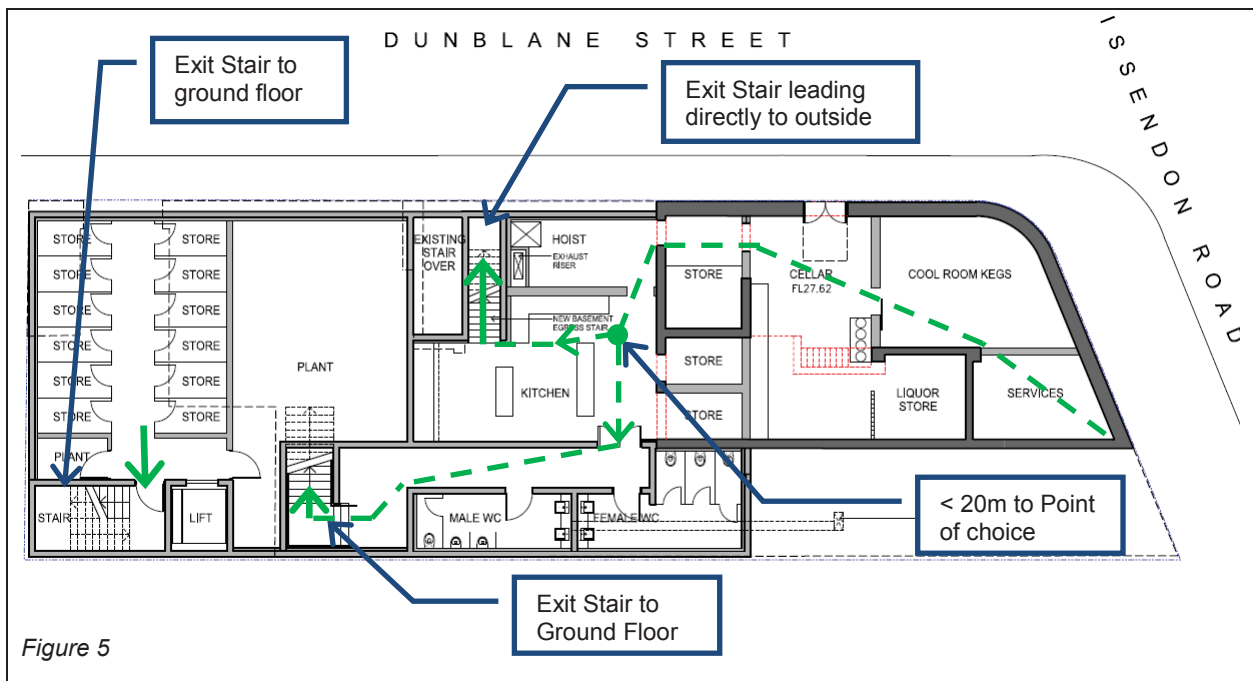 DUNBLANE STREET
ISSENDON ROAD
Exit Stair to
ground floor
Exit Stair leading
directly to outside
STORE
STORE
STORE
STORE
STORE
STORE
STORE
STORE
STORE
STORE
STORE
STORE
PLANT
STAIR
LIFT
PLANT
EXISTING
STAIR
OVER
HOIST
EXHAUST
RISER
NEW BASEMENT
EGRESS STAIR
KITCHEN
STORE
STORE
STORE
CELLAR
FL27.62
COOL ROOM KEGS
LIQUOR
STORE
SERVICES
MALE WC
FEMALE WC
< 20m to Point
of choice
Exit Stair to
Ground Floor
Figure 5